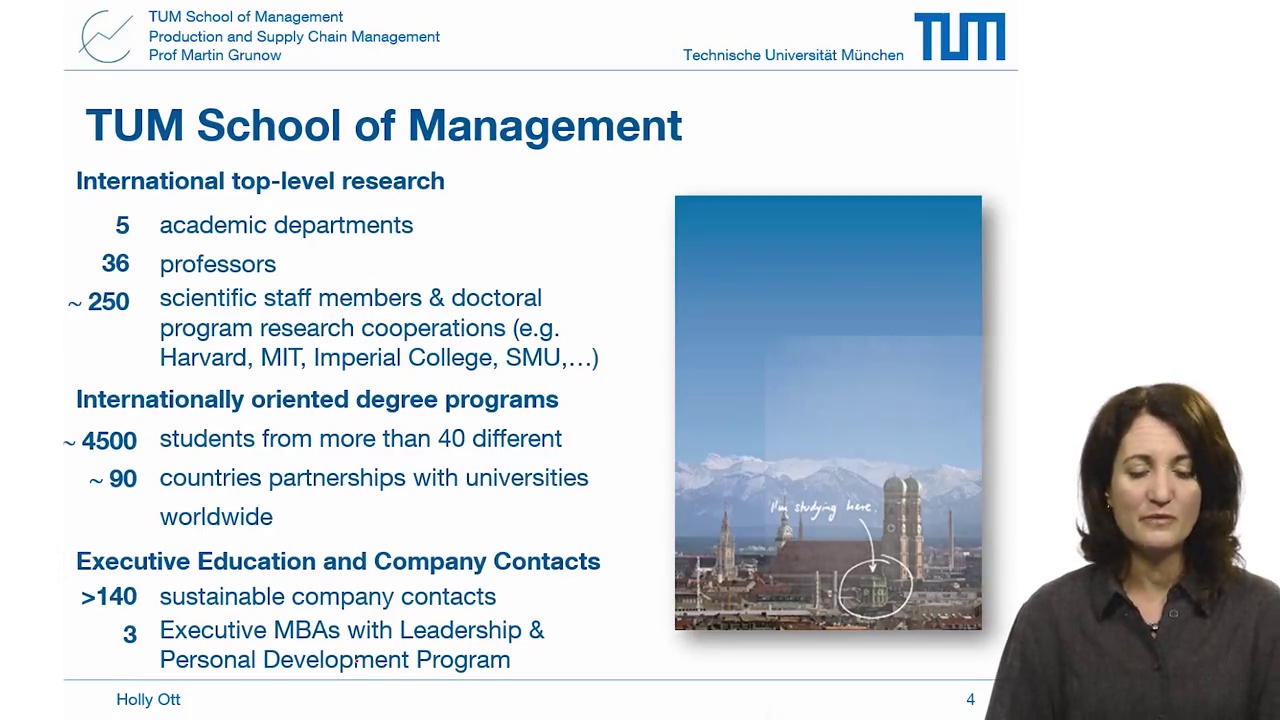 TUM School of Management
Production and Supply Chain Management
Prof Martin Grunow
Technische Universität München
TUM
TUM School of Management
International top-level research
5 academic departments
36 professors
~ 250 scientific staff members & doctoral
program research cooperations (e.g.
Harvard, MIT, Imperial College, SMU,…)
Internationally oriented degree programs
~ 4500 students from more than 40 different
~ 90 countries partnerships with universities
worldwide
Executive Education and Company Contacts
>140 sustainable company contacts
3 Executive MBAs with Leadership &
Personal Development Program
I'm studying here.
Holly Ott
4